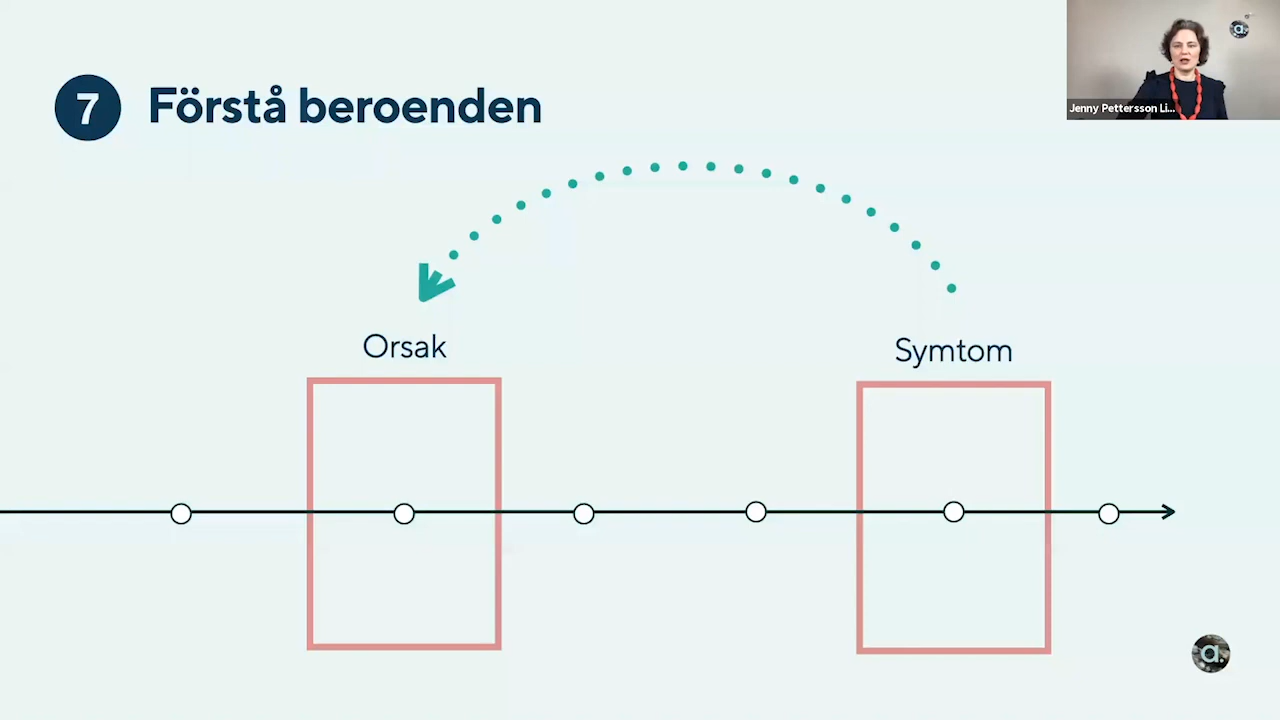 7 Förstå beroenden
Jenny Pettersson Li...
Orsak
Symtom
a.
a.